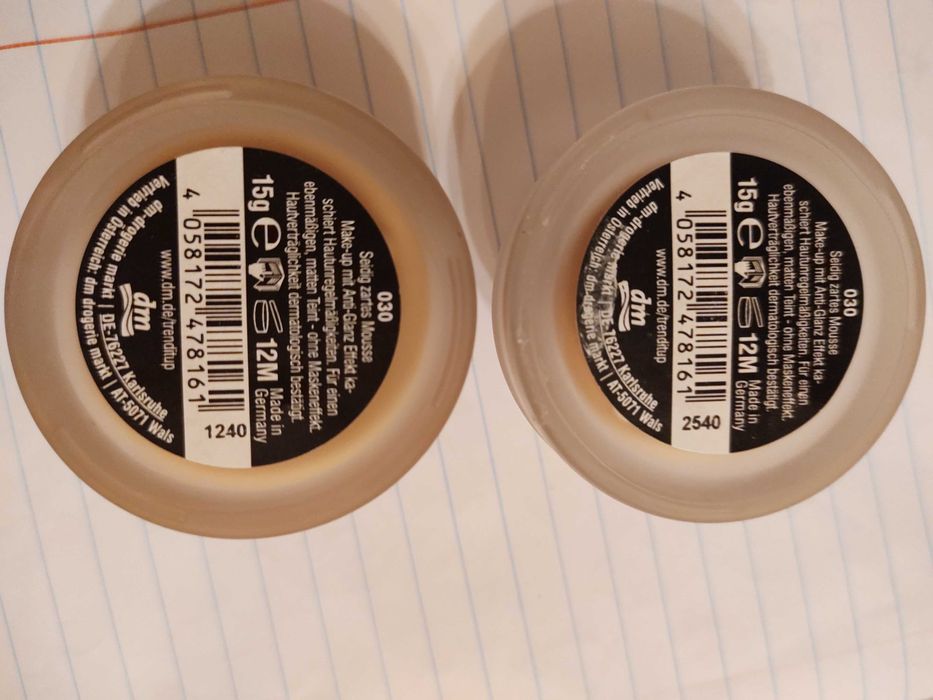 030
Seidig zartes Mousse
Make-up mit Anti-Glanz Effekt ka-
schiert Hautunregelmäßigkeiten. Für einen
ebenmäßigen, matten Teint - ohne Maskeneffekt.
Hautverträglichkeit dermatologisch bestätigt.
15g e 12M Made in
Germany
4 058172 478161
1240
www.dm.de/trenditup
dm
dm-drogerie markt | DE-76227 Karlsruhe
Vertrieb in Österreich: dm drogerie markt | AT-5071 Wals
030
Seidig zartes Mousse
Make-up mit Anti-Glanz Effekt ka-
schiert Hautunregelmäßigkeiten. Für einen
ebenmäßigen, matten Teint - ohne Maskeneffekt.
Hautverträglichkeit dermatologisch bestätigt.
15g e 12M Made in
Germany
4 058172 478161
2540
www.dm.de/trenditup
dm
dm-drogerie markt | DE-76227 Karlsruhe
Vertrieb in Österreich: dm drogerie markt | AT-5071 Wals